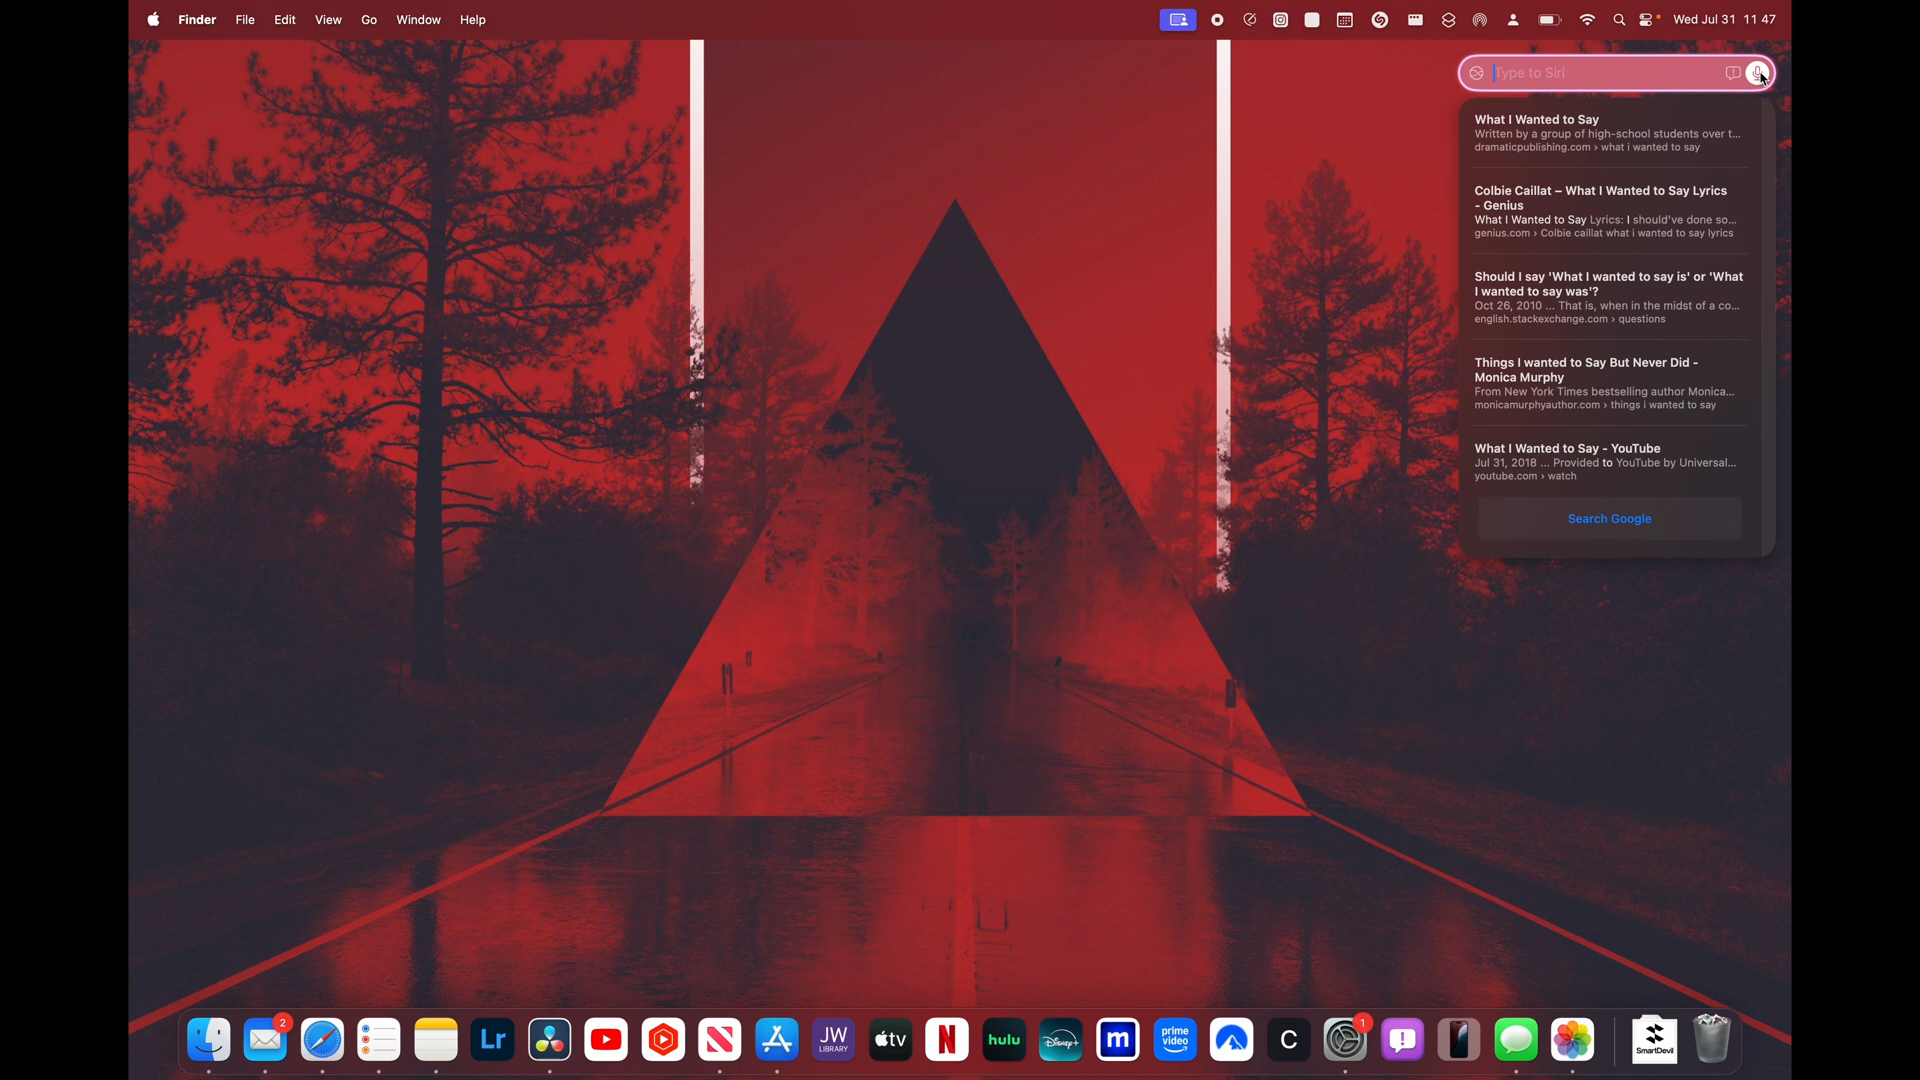 Finder File Edit View Go Window Help
Wed Jul 31 11 47
Type to Siri
What I Wanted to Say
Written by a group of high-school students over t...
dramaticpublishing.com › what i wanted to say
Colbie Caillat – What I Wanted to Say Lyrics
- Genius
What I Wanted to Say Lyrics: I should've done so...
genius.com › Colbie caillat what i wanted to say lyrics
Should I say 'What I wanted to say is' or 'What
I wanted to say was'?
Oct 26, 2010 ... That is, when in the midst of a co...
english.stackexchange.com › questions
Things I wanted to Say But Never Did -
Monica Murphy
From New York Times bestselling author Monica...
monicamurphyauthor.com › things i wanted to say
What I Wanted to Say - YouTube
Jul 31, 2018 ... Provided to YouTube by Universal...
youtube.com › watch
Search Google
2
Lr
JW
LIBRARY
tv
N
hulu
Disney+
m
prime
video
C
1
SmartDevil